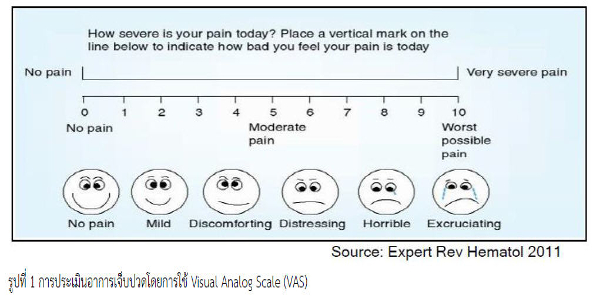 How severe is your pain today? Place a vertical mark on the
line below to indicate how bad you feel your pain is today
No pain Very severe pain
0 1 2 3 4 5 6 7 8 9 10
No pain Moderate pain Worst possible pain
No pain Mild Discomforting Distressing Horrible Excruciating
Source: Expert Rev Hematol 2011
รูปที่ 1 การประเมินอาการเจ็บปวดโดยการใช้ Visual Analog Scale (VAS)